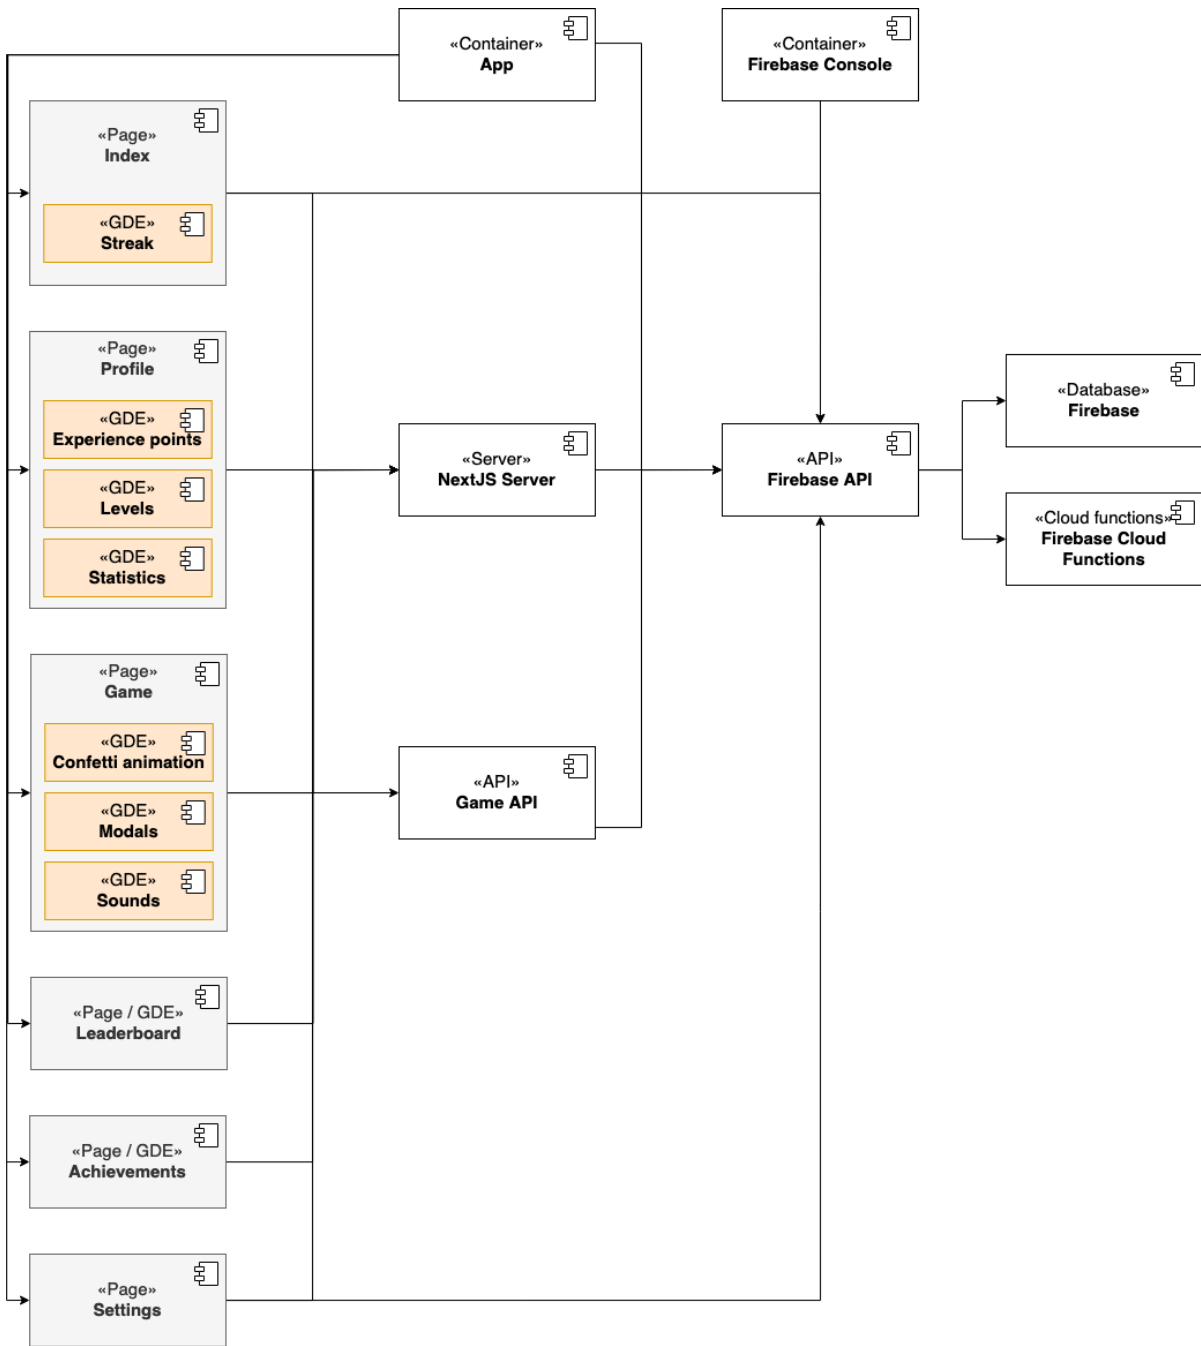 «Container»
App
«Container»
Firebase Console
«Page»
Index
«GDE»
Streak
«Page»
Profile
«GDE»
Experience points
«GDE»
Levels
«GDE»
Statistics
«Server»
NextJS Server
«API»
Firebase API
«Database»
Firebase
«Cloud functions»
Firebase Cloud
Functions
«Page»
Game
«GDE»
Confetti animation
«GDE»
Modals
«GDE»
Sounds
«API»
Game API
«Page / GDE»
Leaderboard
«Page / GDE»
Achievements
«Page»
Settings